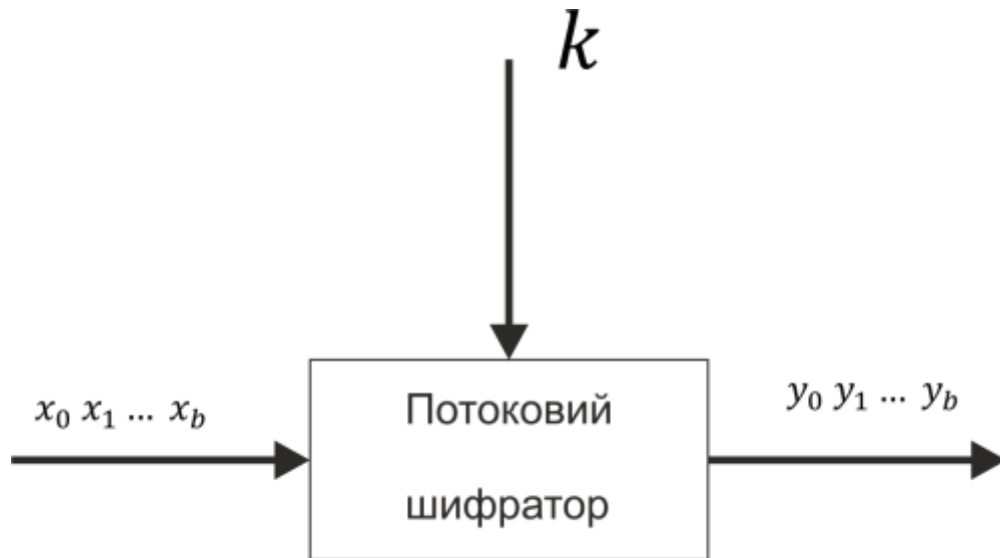 k
x₀ x₁ … x_b
y₀ y₁ … y_b
Потоковий
шифратор